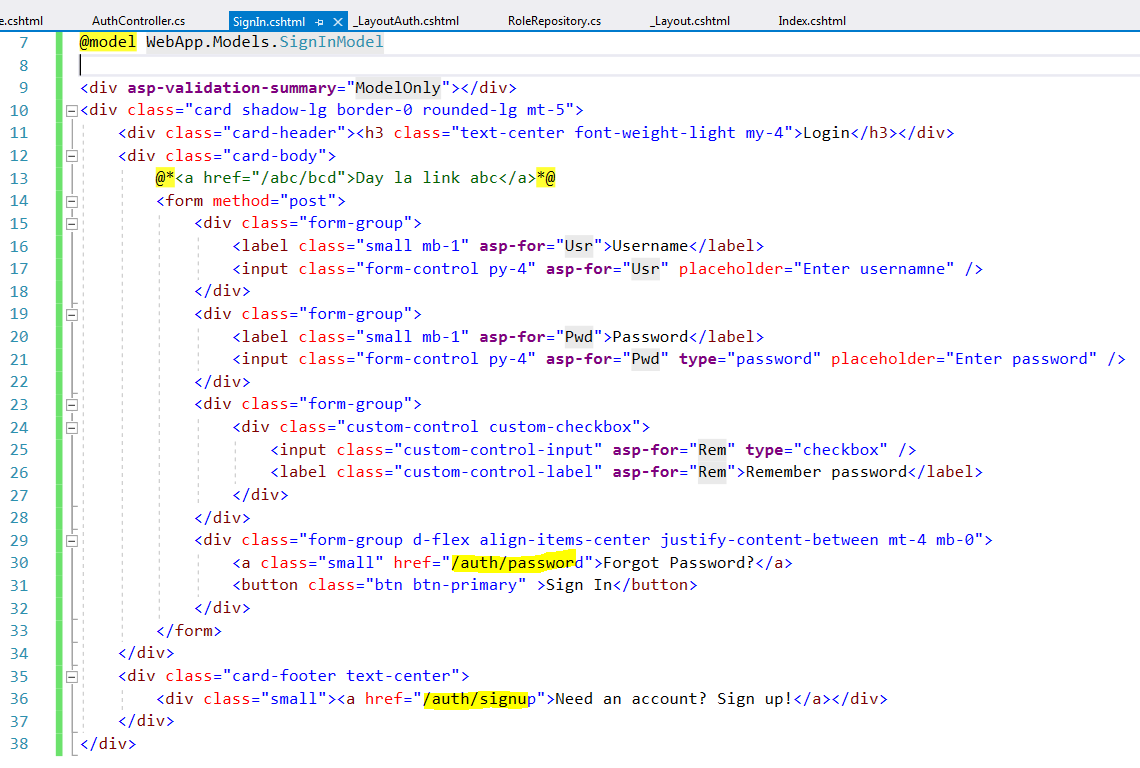 e.cshtml AuthController.cs SignIn.cshtml _LayoutAuth.cshtml RoleRepository.cs _Layout.cshtml Index.cshtml
7 @model WebApp.Models.SignInModel
8
9 <div asp-validation-summary="ModelOnly"></div>
10 <div class="card shadow-lg border-0 rounded-lg mt-5">
11 <div class="card-header"><h3 class="text-center font-weight-light my-4">Login</h3></div>
12 <div class="card-body">
13 @*<a href="/abc/bcd">Day la link abc</a>*@
14 <form method="post">
15 <div class="form-group">
16 <label class="small mb-1" asp-for="Usr">Username</label>
17 <input class="form-control py-4" asp-for="Usr" placeholder="Enter usernamne" />
18 </div>
19 <div class="form-group">
20 <label class="small mb-1" asp-for="Pwd">Password</label>
21 <input class="form-control py-4" asp-for="Pwd" type="password" placeholder="Enter password" />
22 </div>
23 <div class="form-group">
24 <div class="custom-control custom-checkbox">
25 <input class="custom-control-input" asp-for="Rem" type="checkbox" />
26 <label class="custom-control-label" asp-for="Rem">Remember password</label>
27 </div>
28 </div>
29 <div class="form-group d-flex align-items-center justify-content-between mt-4 mb-0">
30 <a class="small" href="/auth/password">Forgot Password?</a>
31 <button class="btn btn-primary" >Sign In</button>
32 </div>
33 </form>
34 </div>
35 <div class="card-footer text-center">
36 <div class="small"><a href="/auth/signup">Need an account? Sign up!</a></div>
37 </div>
38 </div>